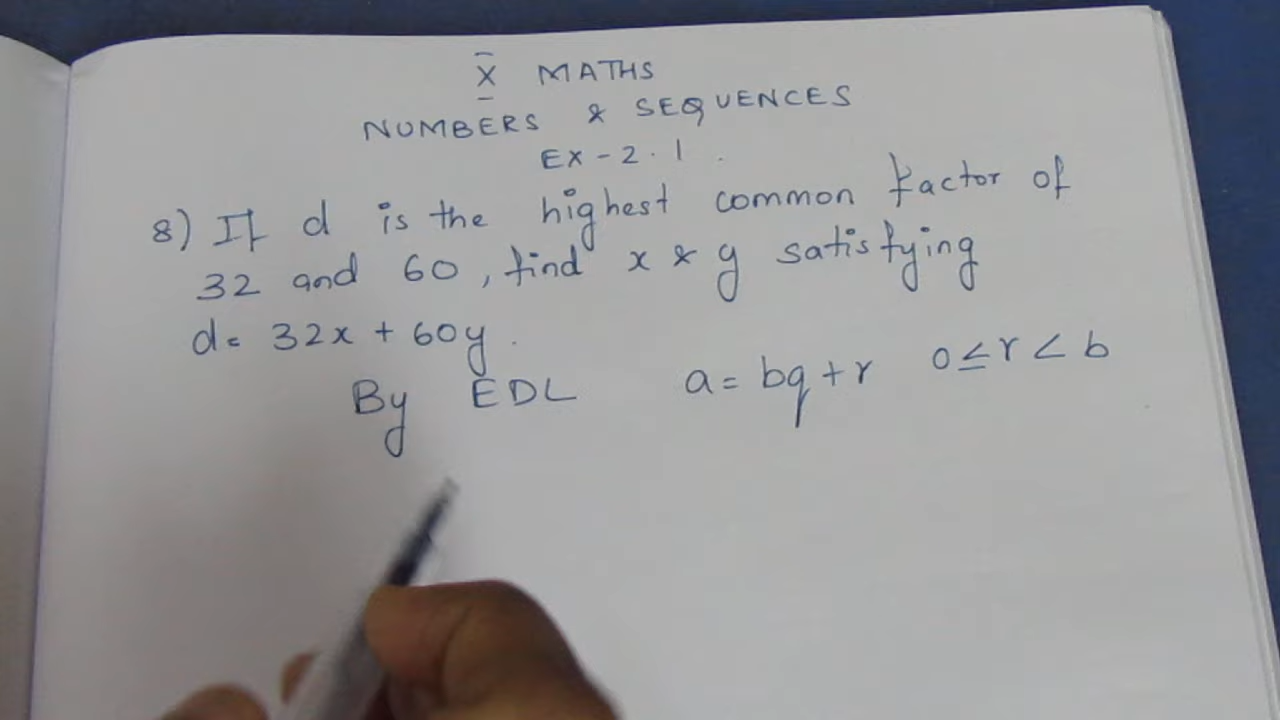 X MATHS
NUMBERS & SEQUENCES
EX-2.1.
8) If d is the highest common factor of
32 and 60, find x & y satisfying
d= 32x + 60y.
By EDL a= bq+r 0≤r<b